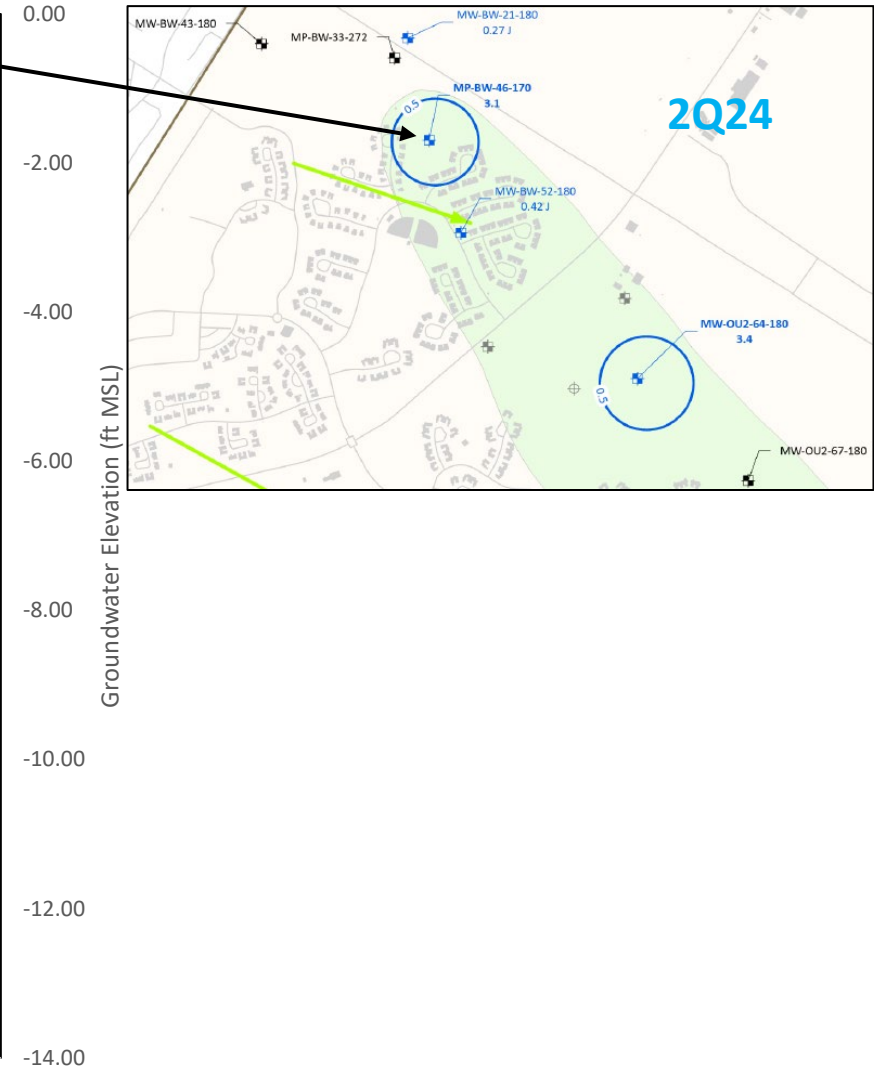 0.00
-2.00
-4.00
-6.00
-8.00
-10.00
-12.00
-14.00
Groundwater Elevation (ft MSL)
MW-BW-43-180
MP-BW-33-272
MW-BW-21-180
0.27 J
MP-BW-46-170
3.1
0.5
2Q24
MW-BW-52-180
0.42 J
MW-OU2-64-180
3.4
0.5
MW-OU2-67-180